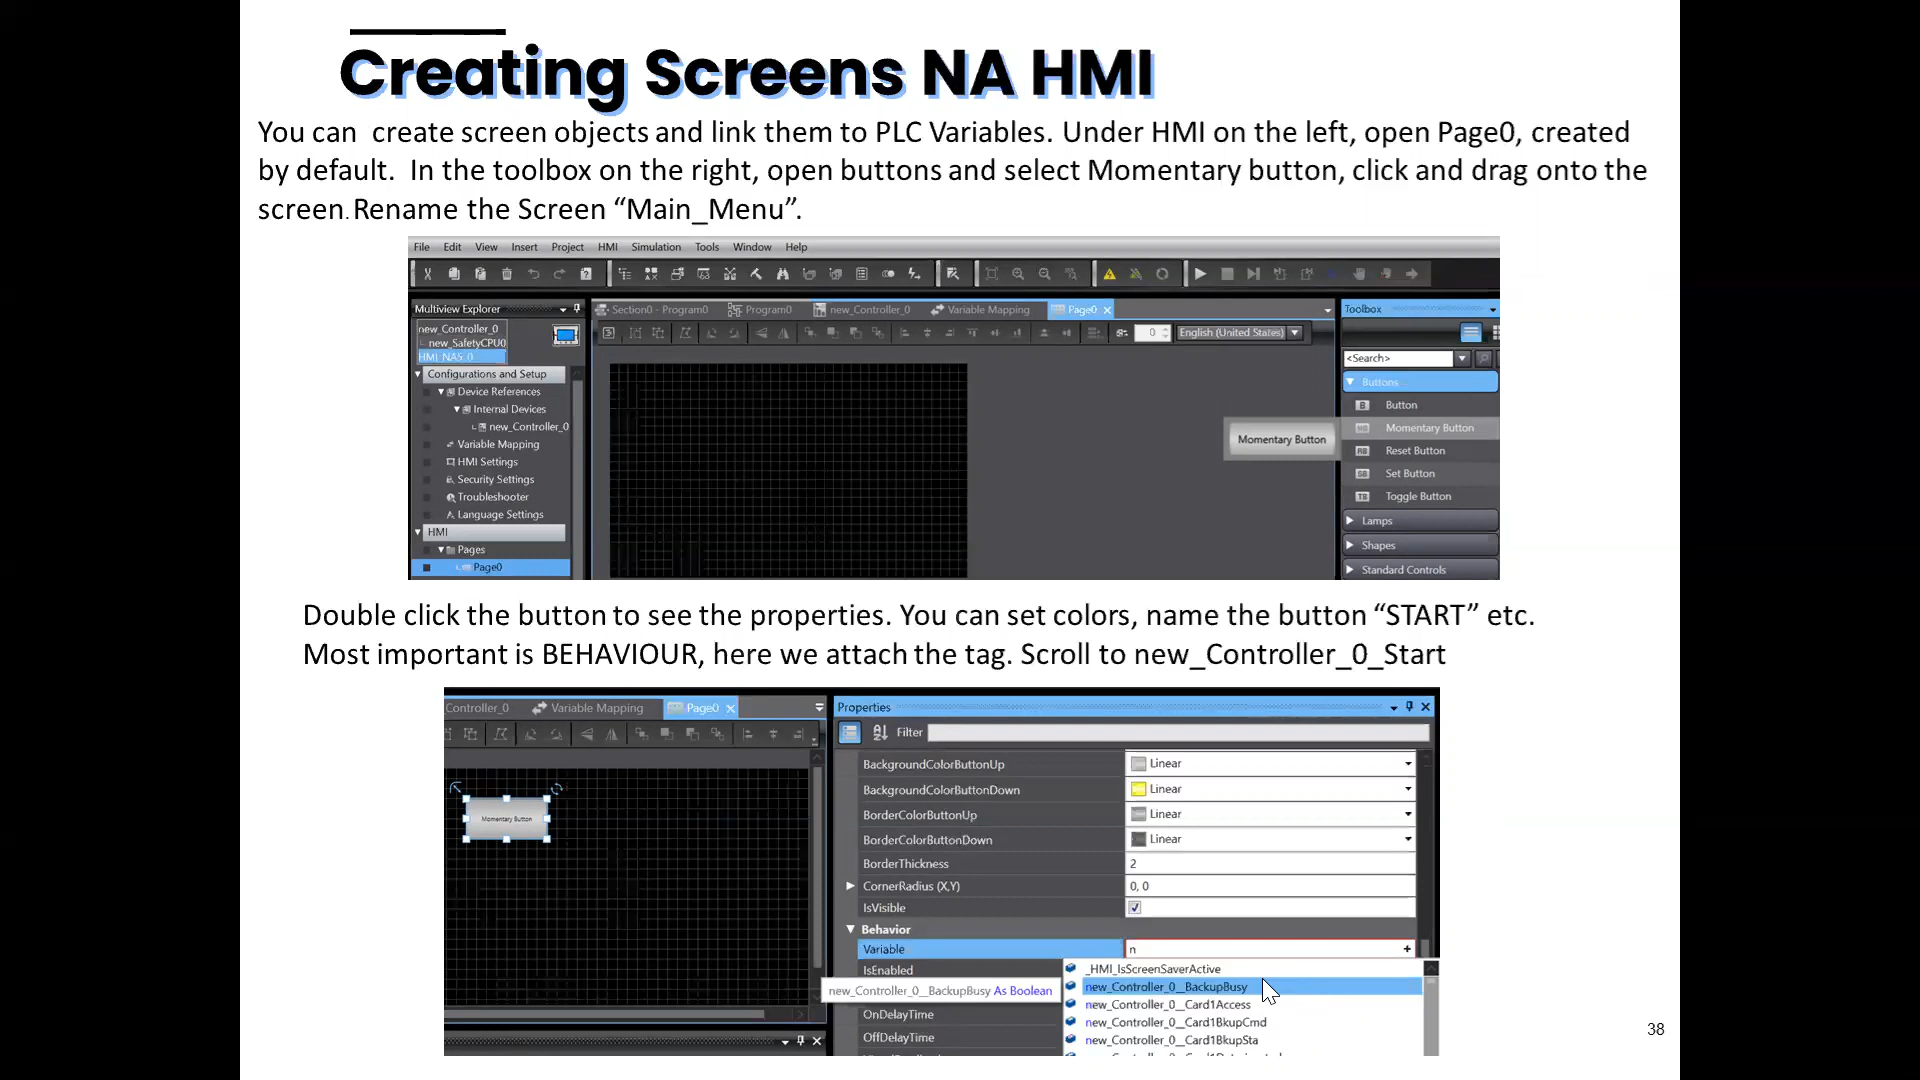 Creating Screens NA HMI
You can  create screen objects and link them to PLC Variables. Under HMI on the left, open Page0, created
by default.  In the toolbox on the right, open buttons and select Momentary button, click and drag onto the
screen. Rename the Screen “Main_Menu”.
File Edit View Insert Project HMI Simulation Tools Window Help
Multiview Explorer
Section0 - Program0 Program0 new_Controller_0 Variable Mapping Page0
Toolbox
new_Controller_0
new_SafetyCPU0
HMI_NA5_0
0 English (United States)
<Search>
Configurations and Setup
Device References
Internal Devices
new_Controller_0
Variable Mapping
HMI Settings
Security Settings
Troubleshooter
Language Settings
HMI
Pages
Page0
Momentary Button
Buttons
Button
Momentary Button
Reset Button
Set Button
Toggle Button
Lamps
Shapes
Standard Controls
Double click the button to see the properties. You can set colors, name the button “START” etc.
Most important is BEHAVIOUR, here we attach the tag. Scroll to new_Controller_0_Start
Controller_0 Variable Mapping Page0
Momentary Button
Properties
Filter
BackgroundColorButtonUp Linear
BackgroundColorButtonDown Linear
BorderColorButtonUp Linear
BorderColorButtonDown Linear
BorderThickness 2
CornerRadius (X,Y) 0, 0
IsVisible
Behavior
Variable n
IsEnabled
_HMI_IsScreenSaverActive
new_Controller_0__BackupBusy As Boolean
new_Controller_0__BackupBusy
new_Controller_0__Card1Access
OnDelayTime
new_Controller_0__Card1BkupCmd
OffDelayTime
new_Controller_0__Card1BkupSta
38